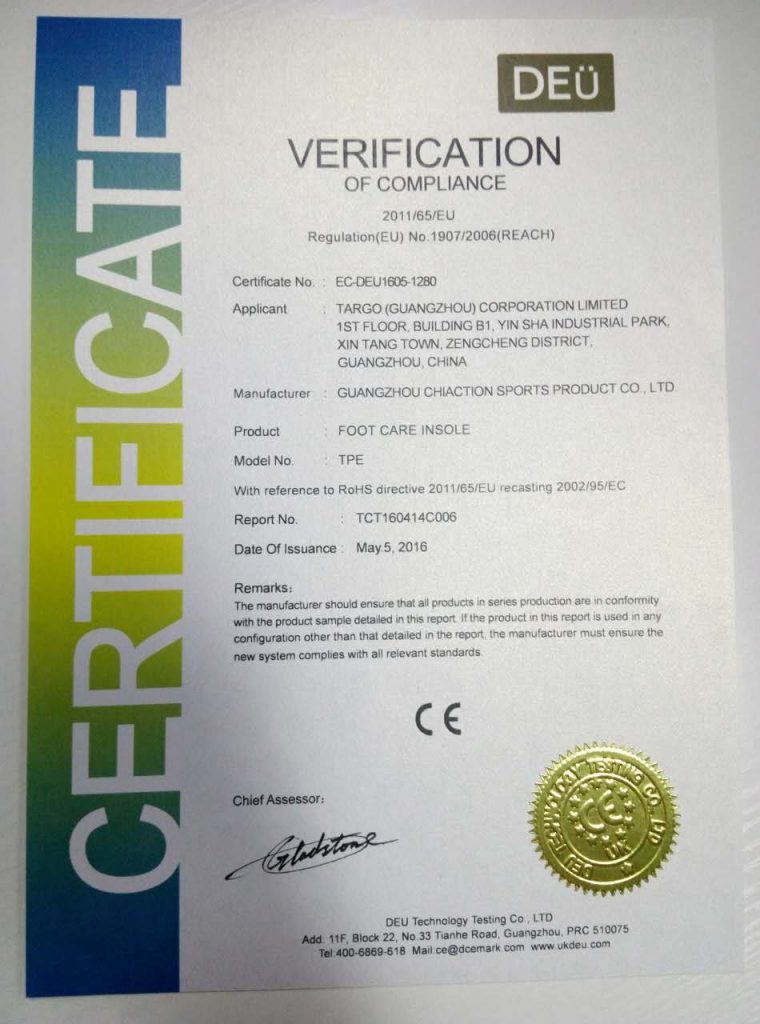 CERTIFICATE
DEÜ
VERIFICATION
OF COMPLIANCE
2011/65/EU
Regulation(EU) No.1907/2006(REACH)
Certificate No. : EC-DEU1605-1280
Applicant : TARGO (GUANGZHOU) CORPORATION LIMITED
1ST FLOOR, BUILDING B1, YIN SHA INDUSTRIAL PARK,
XIN TANG TOWN, ZENGCHENG DISTRICT,
GUANGZHOU, CHINA
Manufacturer : GUANGZHOU CHIACTION SPORTS PRODUCT CO., LTD
Product : FOOT CARE INSOLE
Model No. : TPE
With reference to RoHS directive 2011/65/EU recasting 2002/95/EC
Report No. : TCT160414C006
Date Of Issuance : May.5, 2016
Remarks:
The manufacturer should ensure that all products in series production are in conformity
with the product sample detailed in this report. If the product in this report is used in any
configuration other than that detailed in the report, the manufacturer must ensure the
new system complies with all relevant standards.
CE
Chief Assessor:
Gladstone
DEU TECHNOLOGY TESTING CO., LTD
CE
UK
DEU Technology Testing Co., LTD
Add: 11F, Block 22, No.33 Tianhe Road, Guangzhou, PRC 510075
Tel:400-6869-618 Mail:ce@dcemark.com www.ukdeu.com